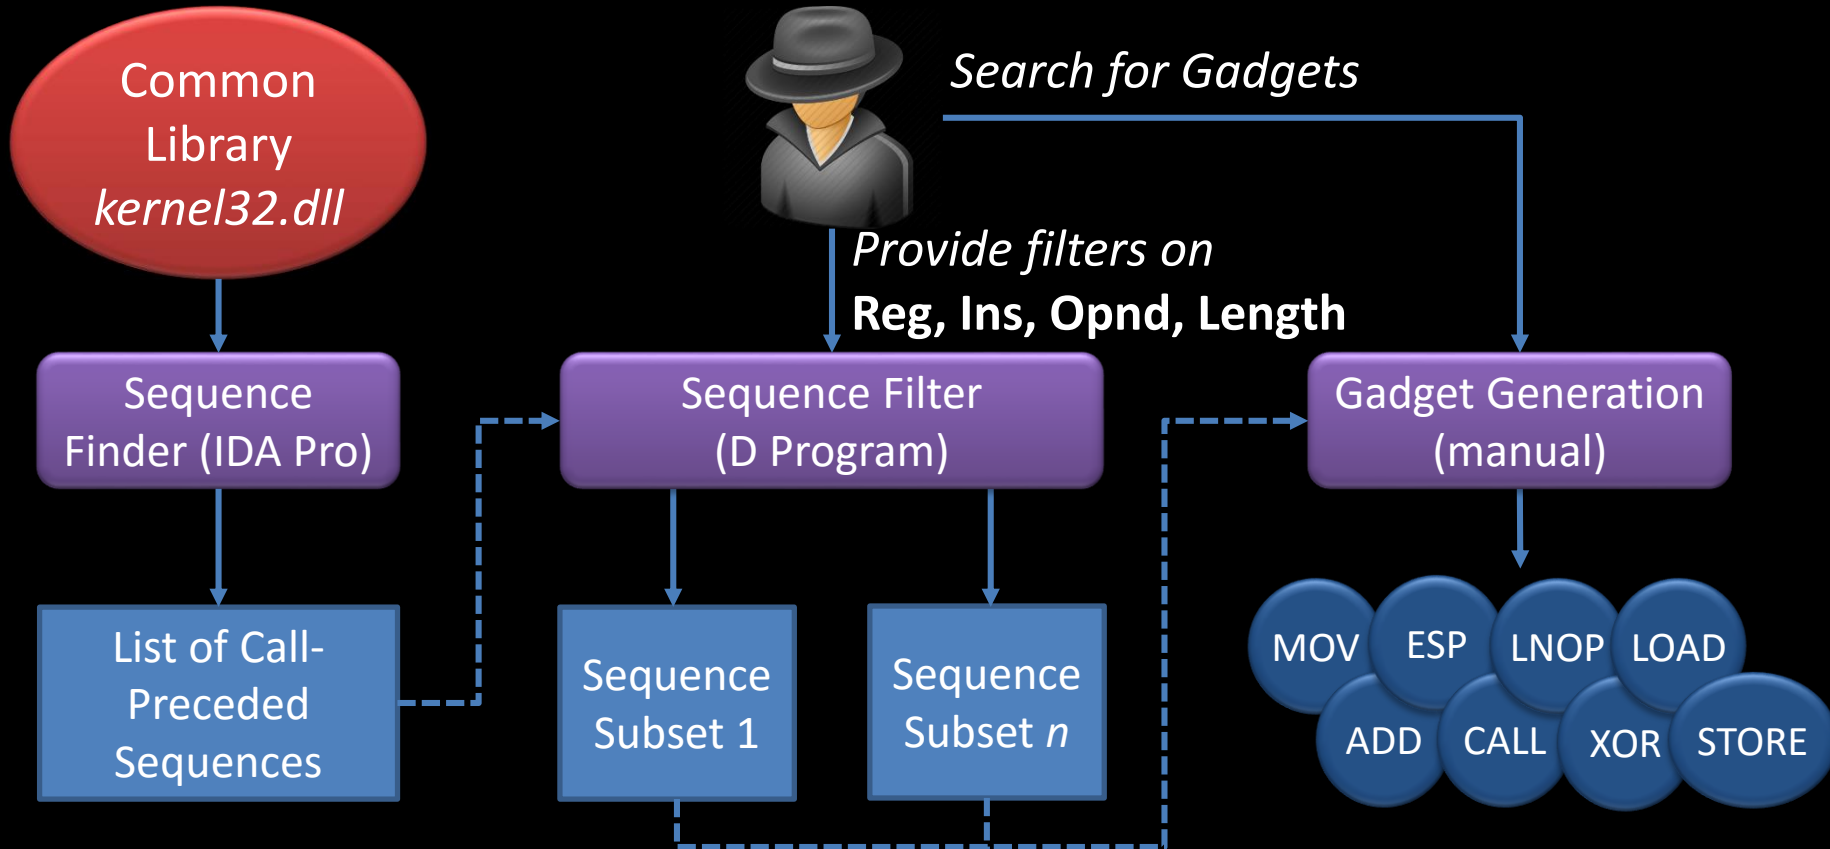 Common
Library
kernel32.dll
Search for Gadgets
Provide filters on
Reg, Ins, Opnd, Length
Sequence
Finder (IDA Pro)
Sequence Filter
(D Program)
Gadget Generation
(manual)
List of Call-
Preceded
Sequences
Sequence
Subset 1
Sequence
Subset n
MOV
ESP
LNOP
LOAD
ADD
CALL
XOR
STORE